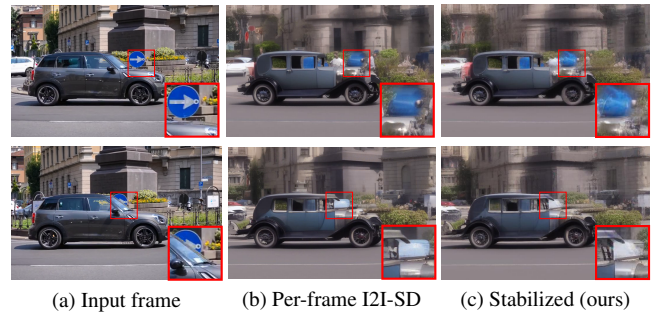 (a) Input frame
(b) Per-frame I2I-SD
(c) Stabilized (ours)